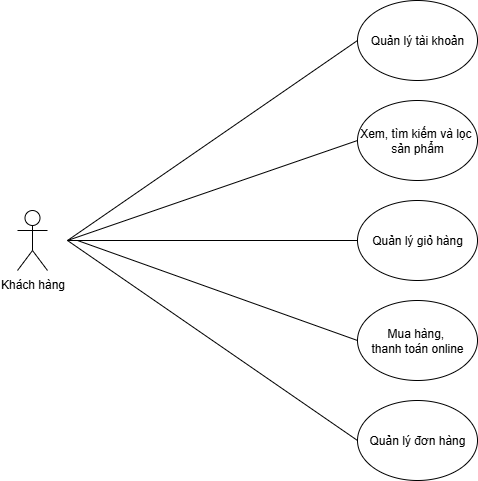 Quản lý tài khoản
Xem, tìm kiếm và lọc
sản phẩm
Quản lý giỏ hàng
Khách hàng
Mua hàng,
thanh toán online
Quản lý đơn hàng